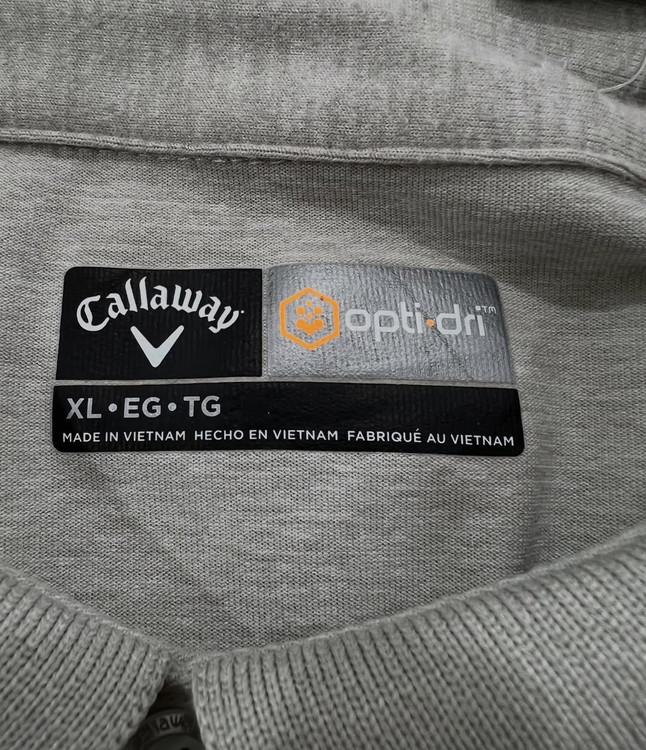 Callaway
opti·dri™
XL • EG • TG
MADE IN VIETNAM HECHO EN VIETNAM FABRIQUÉ AU VIETNAM